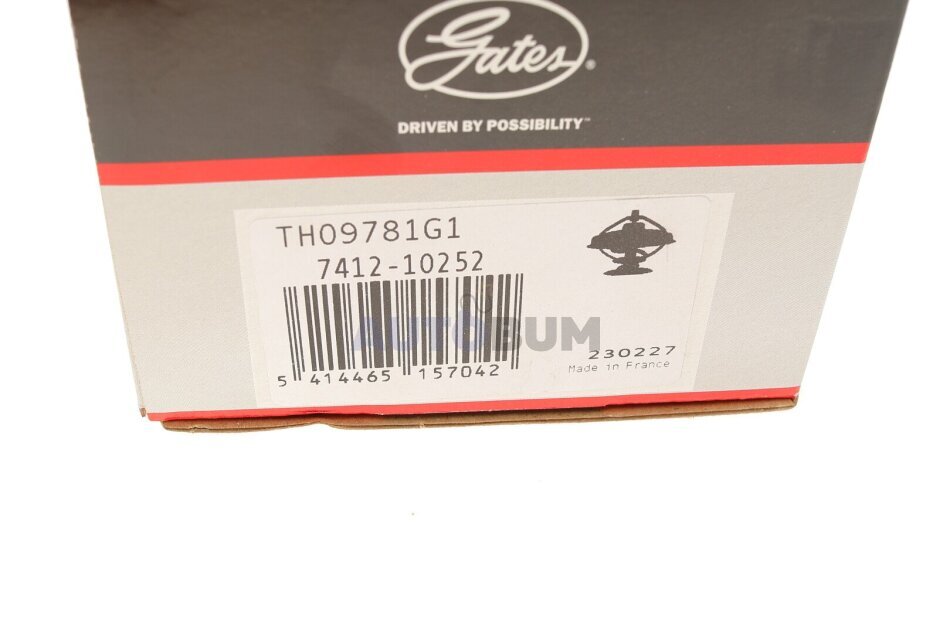 Gates®
DRIVEN BY POSSIBILITY™
TH09781G1
7412-10252
AUTOBUM
5 414465 157042
230227
Made in France